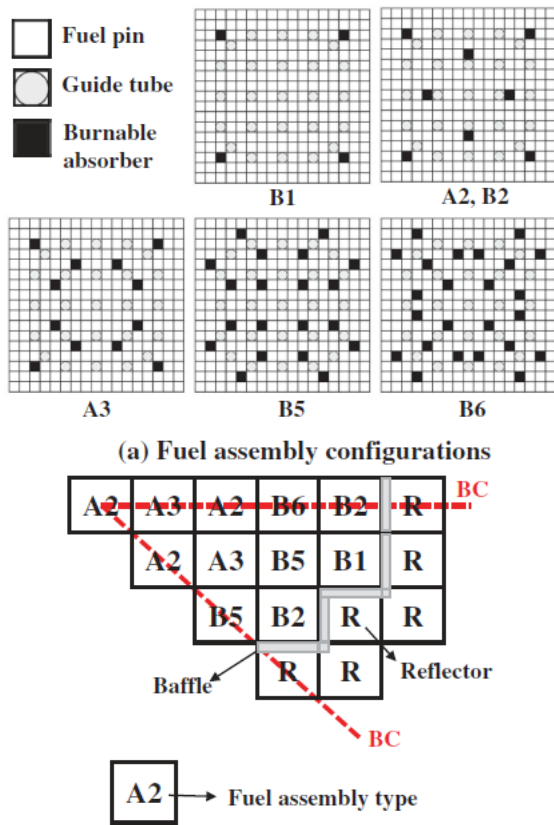 Fuel pin
Guide tube
Burnable
absorber
B1
A2, B2
A3
B5
B6
(a) Fuel assembly configurations
BC
A2 A3 A2 B6 B2 R
A2 A3 B5 B1 R
B5 B2 R R
R R
Baffle
Reflector
BC
A2
Fuel assembly type